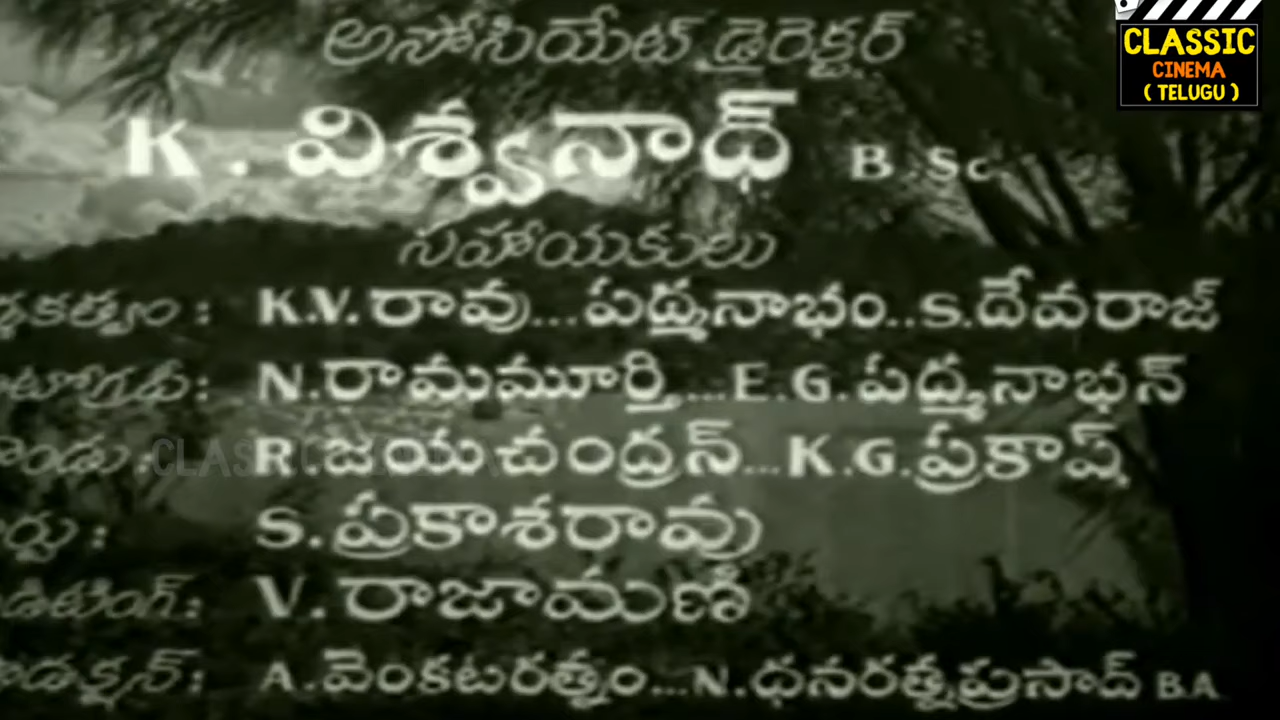 అసోసియేట్ డైరెక్టర్
K. విశ్వనాథ్ B.Sc.
సహాయకులు
K.V. రావు...పద్మనాభం..S.దేవరాజ్
N.రామమూర్తి...E.G.పద్మనాభన్
R.జయచంద్రన్...K.G.ప్రకాష్
S.ప్రకాశరావు
V.రాజామణి
A.వెంకటరత్నం...N.ధనరత్నప్రసాద్ B.A.
CLASSIC
CINEMA
( TELUGU )